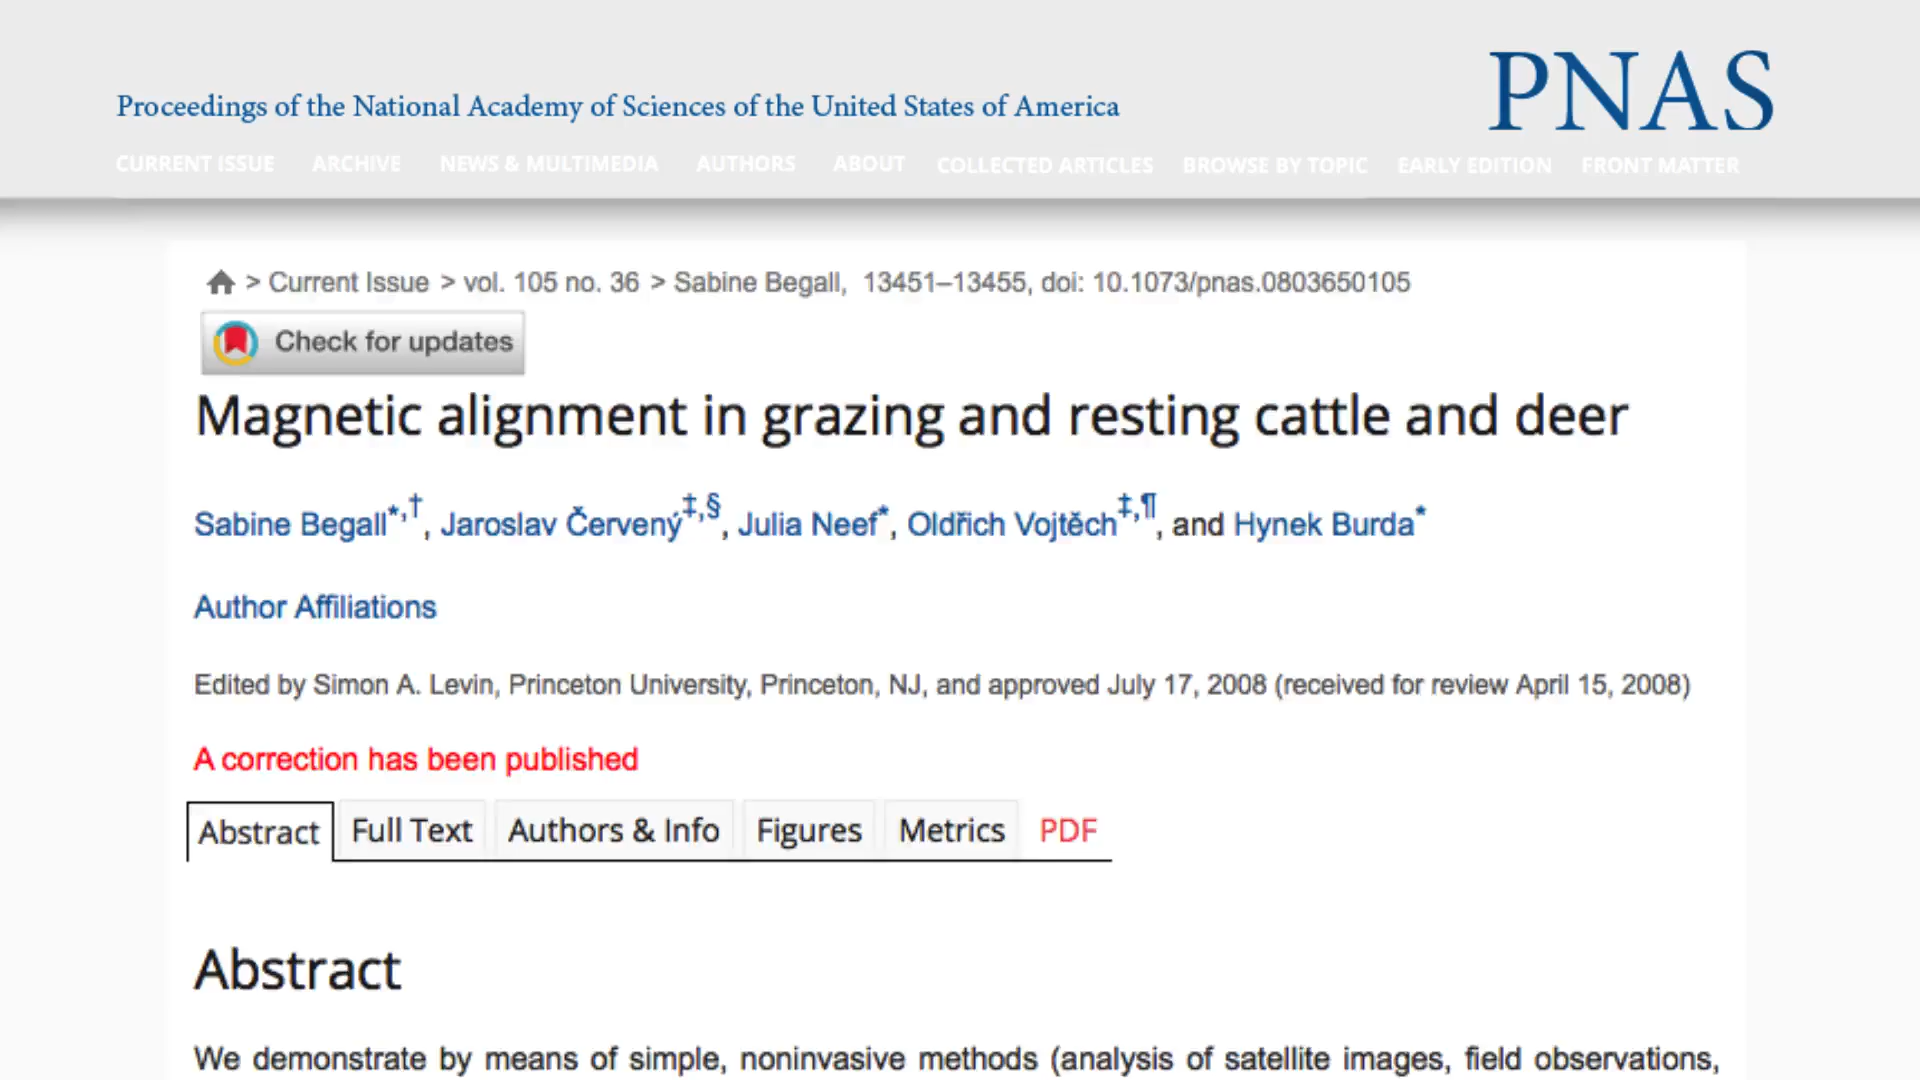 PNAS
Proceedings of the National Academy of Sciences of the United States of America
CURRENT ISSUE ARCHIVE NEWS & MULTIMEDIA AUTHORS ABOUT COLLECTED ARTICLES BROWSE BY TOPIC EARLY EDITION FRONT MATTER
> Current Issue > vol. 105 no. 36 > Sabine Begall, 13451–13455, doi: 10.1073/pnas.0803650105
Check for updates
Magnetic alignment in grazing and resting cattle and deer
Sabine Begall*,†, Jaroslav Červený‡,§, Julia Neef*, Oldřich Vojtěch‡,¶, and Hynek Burda*
Author Affiliations
Edited by Simon A. Levin, Princeton University, Princeton, NJ, and approved July 17, 2008 (received for review April 15, 2008)
A correction has been published
Abstract Full Text Authors & Info Figures Metrics PDF
Abstract
We demonstrate by means of simple, noninvasive methods (analysis of satellite images, field observations,